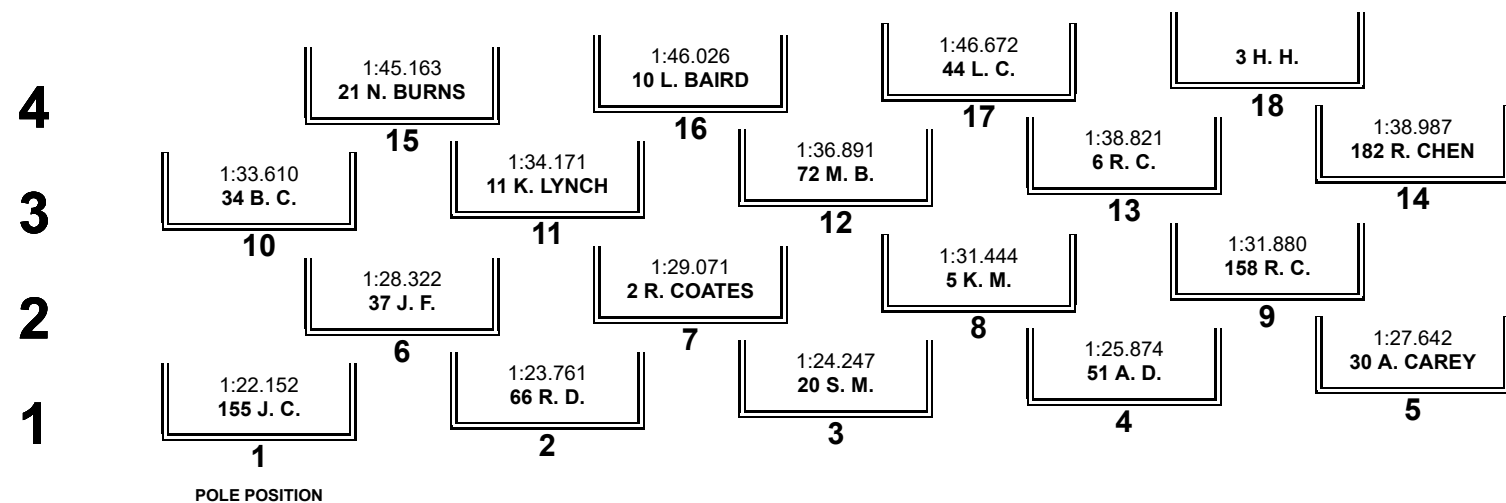 4
1:45.163
21 N. BURNS
15
1:46.026
10 L. BAIRD
16
1:46.672
44 L. C.
17
3 H. H.
18
3
1:33.610
34 B. C.
10
1:34.171
11 K. LYNCH
11
1:36.891
72 M. B.
12
1:38.821
6 R. C.
13
1:38.987
182 R. CHEN
14
2
1:28.322
37 J. F.
6
1:29.071
2 R. COATES
7
1:31.444
5 K. M.
8
1:31.880
158 R. C.
9
1
1:22.152
155 J. C.
1
POLE POSITION
1:23.761
66 R. D.
2
1:24.247
20 S. M.
3
1:25.874
51 A. D.
4
1:27.642
30 A. CAREY
5